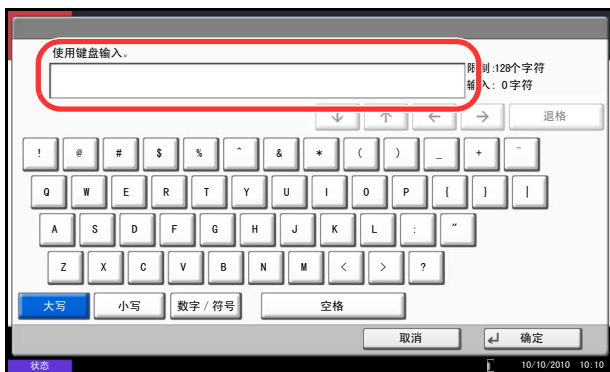 使用键盘输入。
限制:128个字符
输入: 0字符
↓ ↑ ← → 退格
! @ # $ % ^ & * ( ) _ + ~
Q W E R T Y U I O P { } |
A S D F G H J K L : "
Z X C V B N M < > ?
大写 小写 数字 / 符号 空格
取消 确定
状态 10/10/2010 10:10